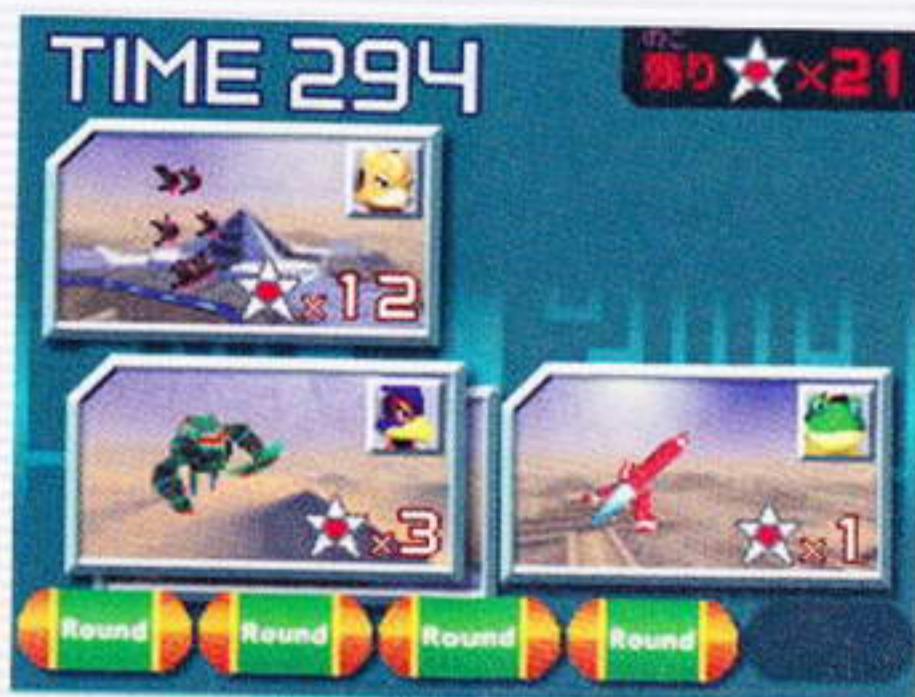 TIME 294
のこ
残り ×21
×12
×3
×1
Round Round Round Round